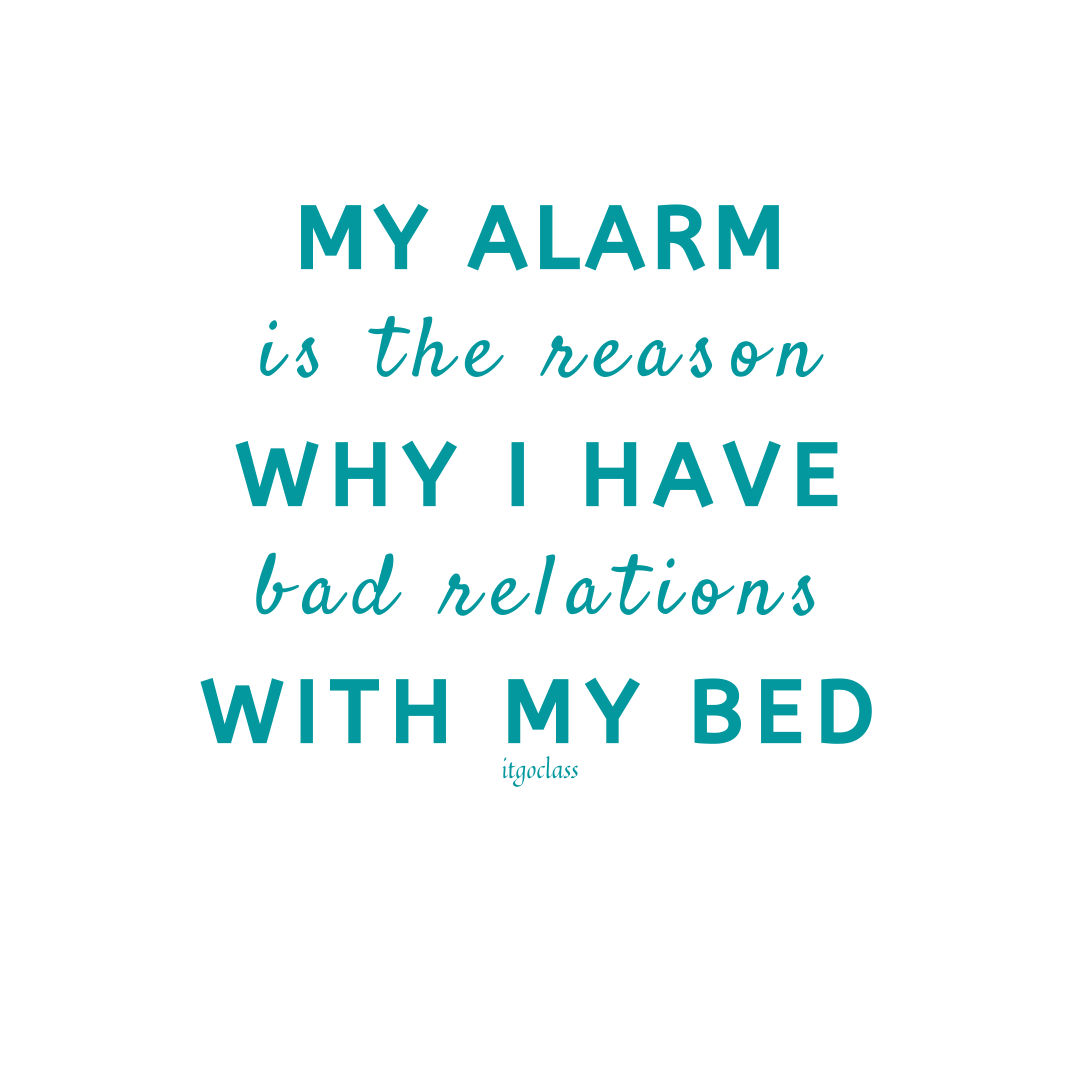 MY ALARM
is the reason
WHY I HAVE
bad relations
WITH MY BED
itgoclass